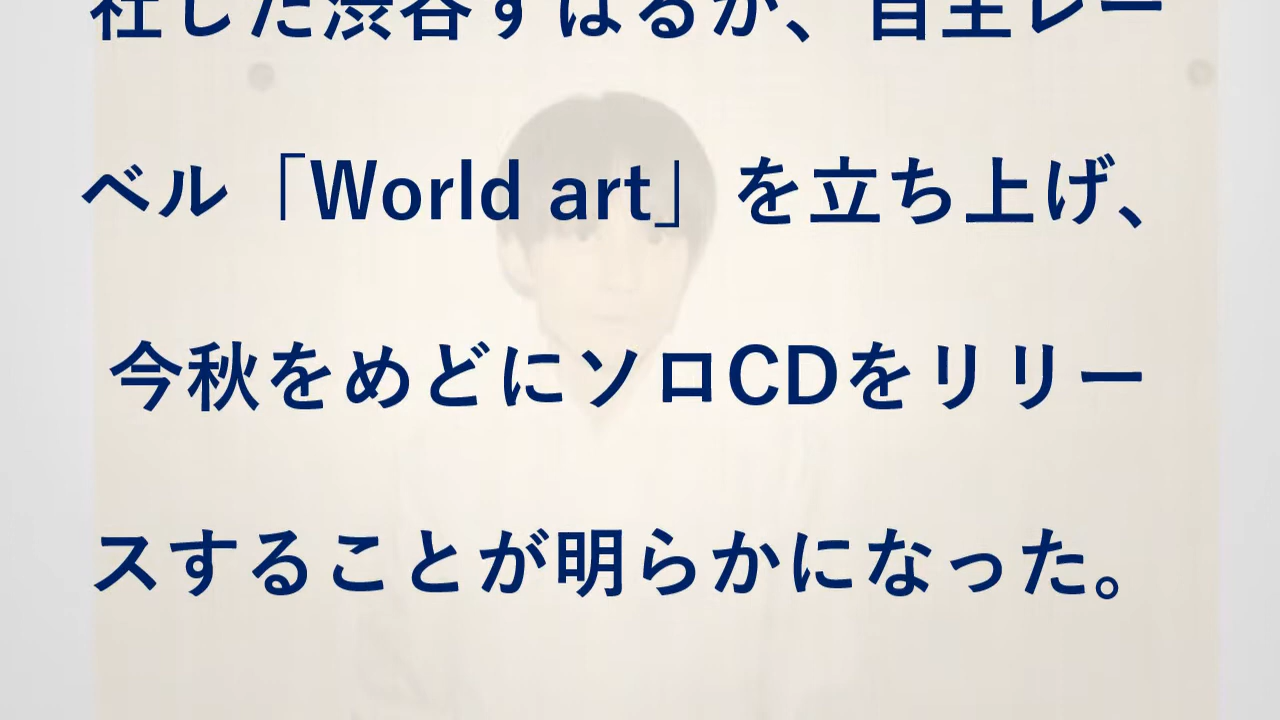 社した渋谷すばるが、自主レー
ベル「World art」を立ち上げ、
今秋をめどにソロCDをリリー
スすることが明らかになった。